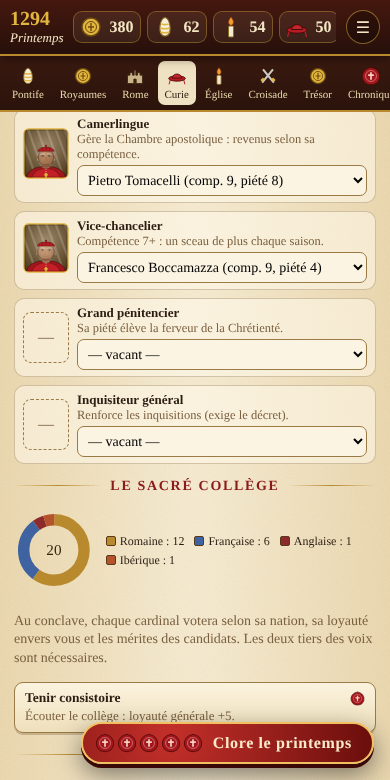 1294
Printemps
380
62
54
50
☰
Pontife
Royaumes
Rome
Curie
Église
Croisade
Trésor
Chroniqu
Camerlingue
Gère la Chambre apostolique : revenus selon sa
compétence.
Pietro Tomacelli (comp. 9, piété 8)
Vice-chancelier
Compétence 7+ : un sceau de plus chaque saison.
Francesco Boccamazza (comp. 9, piété 4)
Grand pénitencier
Sa piété élève la ferveur de la Chrétienté.
—
— vacant —
Inquisiteur général
Renforce les inquisitions (exige le décret).
—
— vacant —
LE SACRÉ COLLÈGE
20
Romaine : 12
Française : 6
Anglaise : 1
Ibérique : 1
Au conclave, chaque cardinal votera selon sa nation, sa loyauté
envers vous et les mérites des candidats. Les deux tiers des voix
sont nécessaires.
Tenir consistoire
Écouter le collège : loyauté générale +5.
Clore le printemps